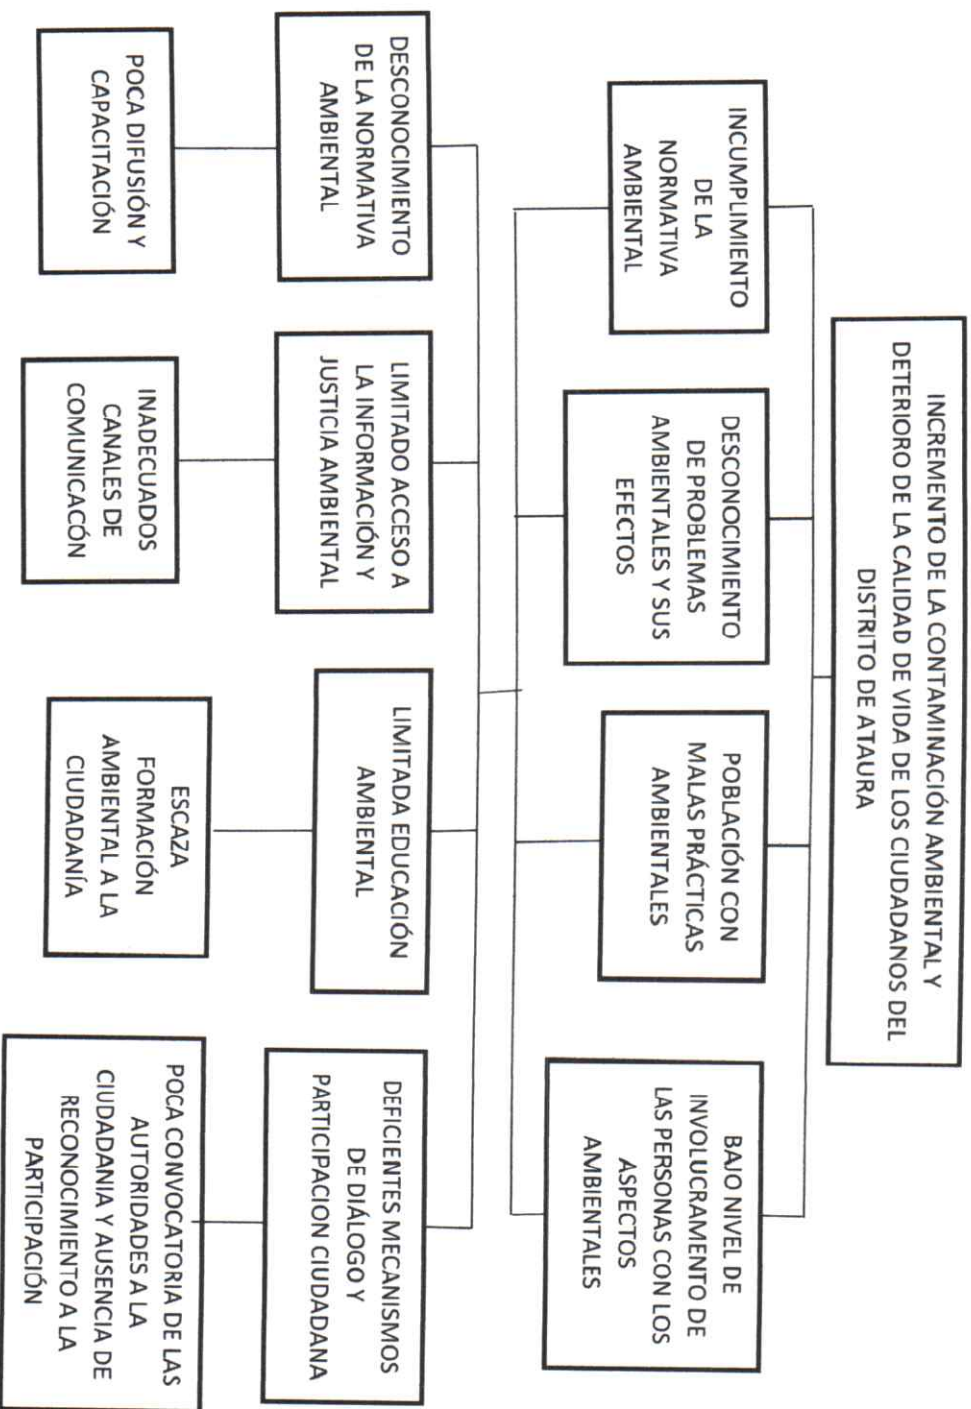 INCREMENTO DE LA CONTAMINACIÓN AMBIENTAL Y
DETERIORO DE LA CALIDAD DE VIDA DE LOS CIUDADANOS DEL
DISTRITO DE ATAURA
INCUMPLIMIENTO
DE LA
NORMATIVA
AMBIENTAL
DESCONOCIMIENTO
DE PROBLEMAS
AMBIENTALES Y SUS
EFECTOS
POBLACIÓN CON
MALAS PRÁCTICAS
AMBIENTALES
BAJO NIVEL DE
INVOLUCRAMENTO DE
LAS PERSONAS CON LOS
ASPECTOS
AMBIENTALES
DESCONOCIMIENTO
DE LA NORMATIVA
AMBIENTAL
LIMITADO ACCESO A
LA INFORMACIÓN Y
JUSTICIA AMBIENTAL
LIMITADA EDUCACIÓN
AMBIENTAL
DEFICIENTES MECANISMOS
DE DIÁLOGO Y
PARTICIPACION CIUDADANA
POCA DIFUSIÓN Y
CAPACITACIÓN
INADECUADOS
CANALES DE
COMUNICACÓN
ESCAZA
FORMACIÓN
AMBIENTAL A LA
CIUDADANÍA
POCA CONVOCATORIA DE LAS
AUTORIDADES A LA
CIUDADANIA Y AUSENCIA DE
RECONOCIMIENTO A LA
PARTICIPACIÓN